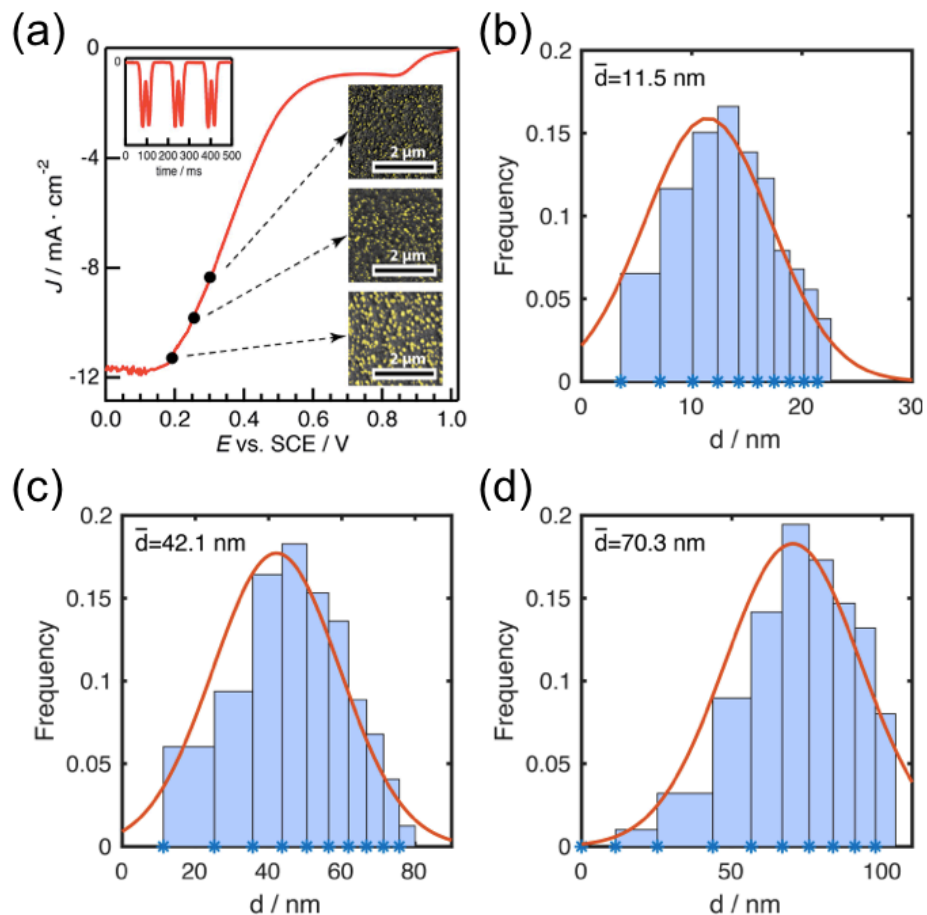 (a)
0
-4
-8
-12
J / mA · cm⁻²
0.0 0.2 0.4 0.6 0.8 1.0
E vs. SCE / V
0
0 100 200 300 400 500
time / ms
2 µm
2 µm
2 µm
(b)
d̄=11.5 nm
0.2
0.15
0.1
0.05
0
Frequency
0 10 20 30
d / nm
(c)
d̄=42.1 nm
0.2
0.15
0.1
0.05
0
Frequency
0 20 40 60 80
d / nm
(d)
d̄=70.3 nm
0.2
0.15
0.1
0.05
0
Frequency
0 50 100
d / nm